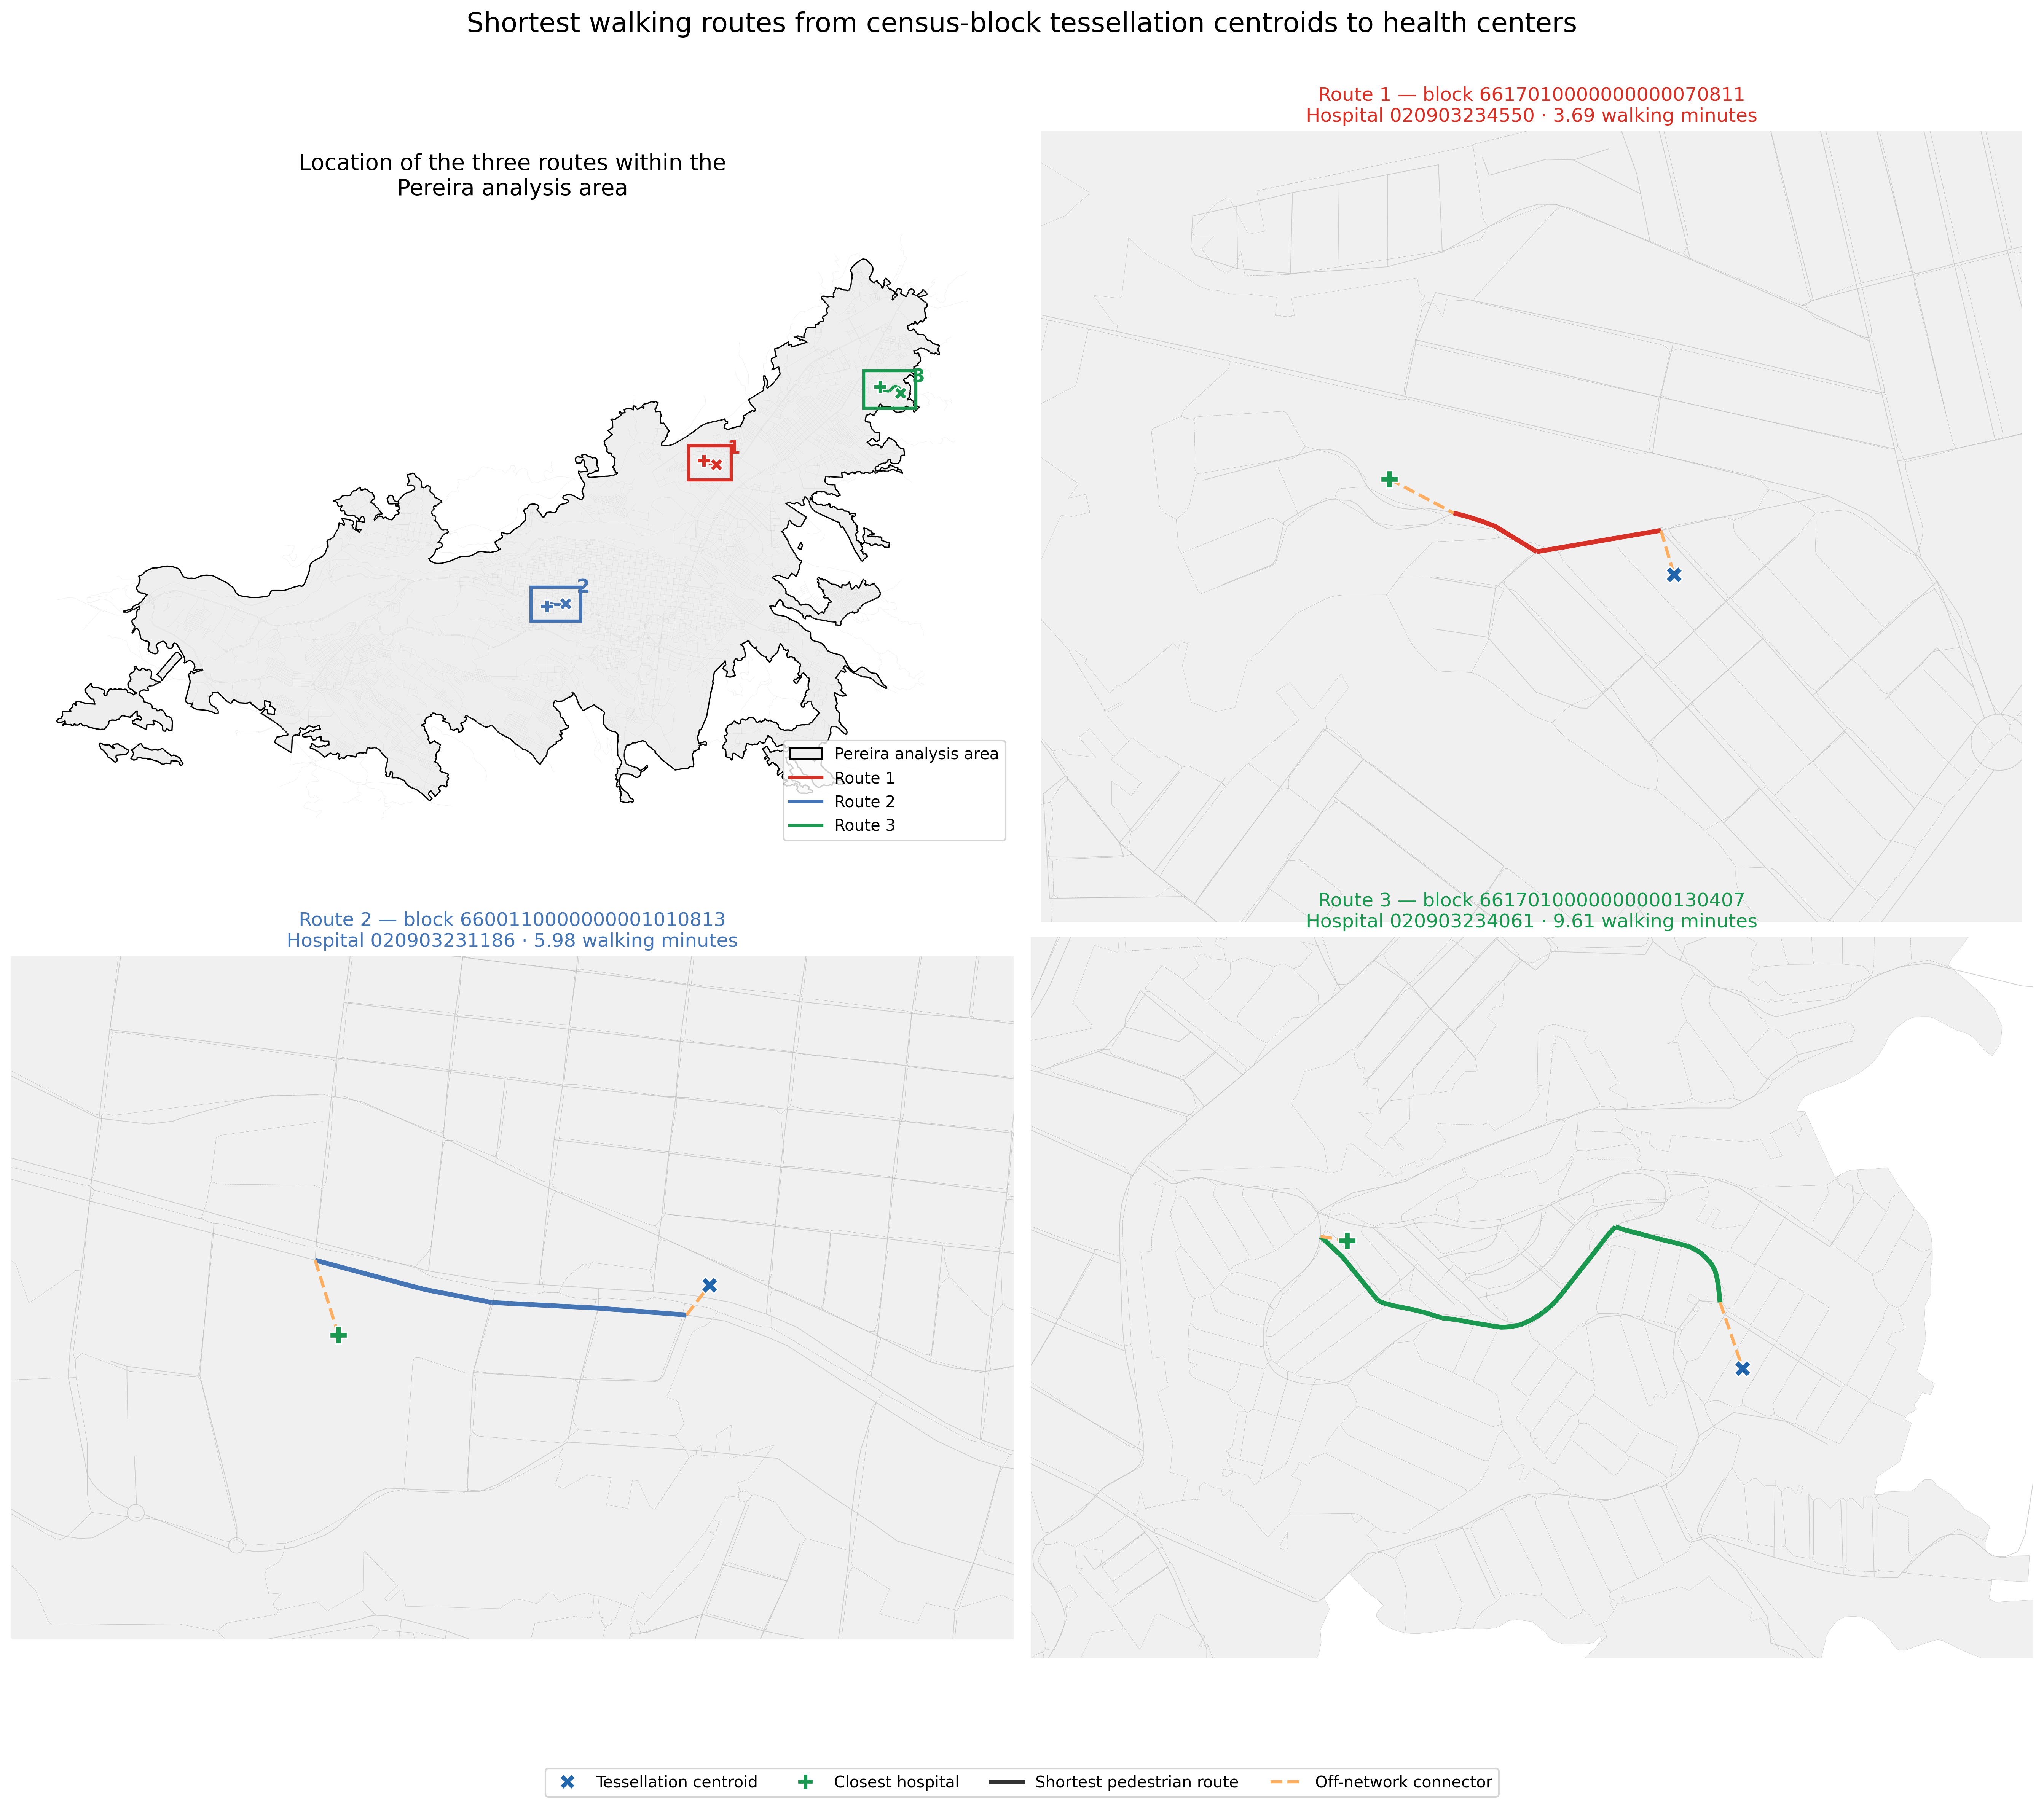 Shortest walking routes from census-block tessellation centroids to health centers
Location of the three routes within the
Pereira analysis area
3
1
2
Pereira analysis area
Route 1
Route 2
Route 3
Route 1 — block 6617010000000000070811
Hospital 020903234550 · 3.69 walking minutes
Route 2 — block 6600110000000001010813
Hospital 020903231186 · 5.98 walking minutes
Route 3 — block 6617010000000000130407
Hospital 020903234061 · 9.61 walking minutes
Tessellation centroid
Closest hospital
Shortest pedestrian route
Off-network connector